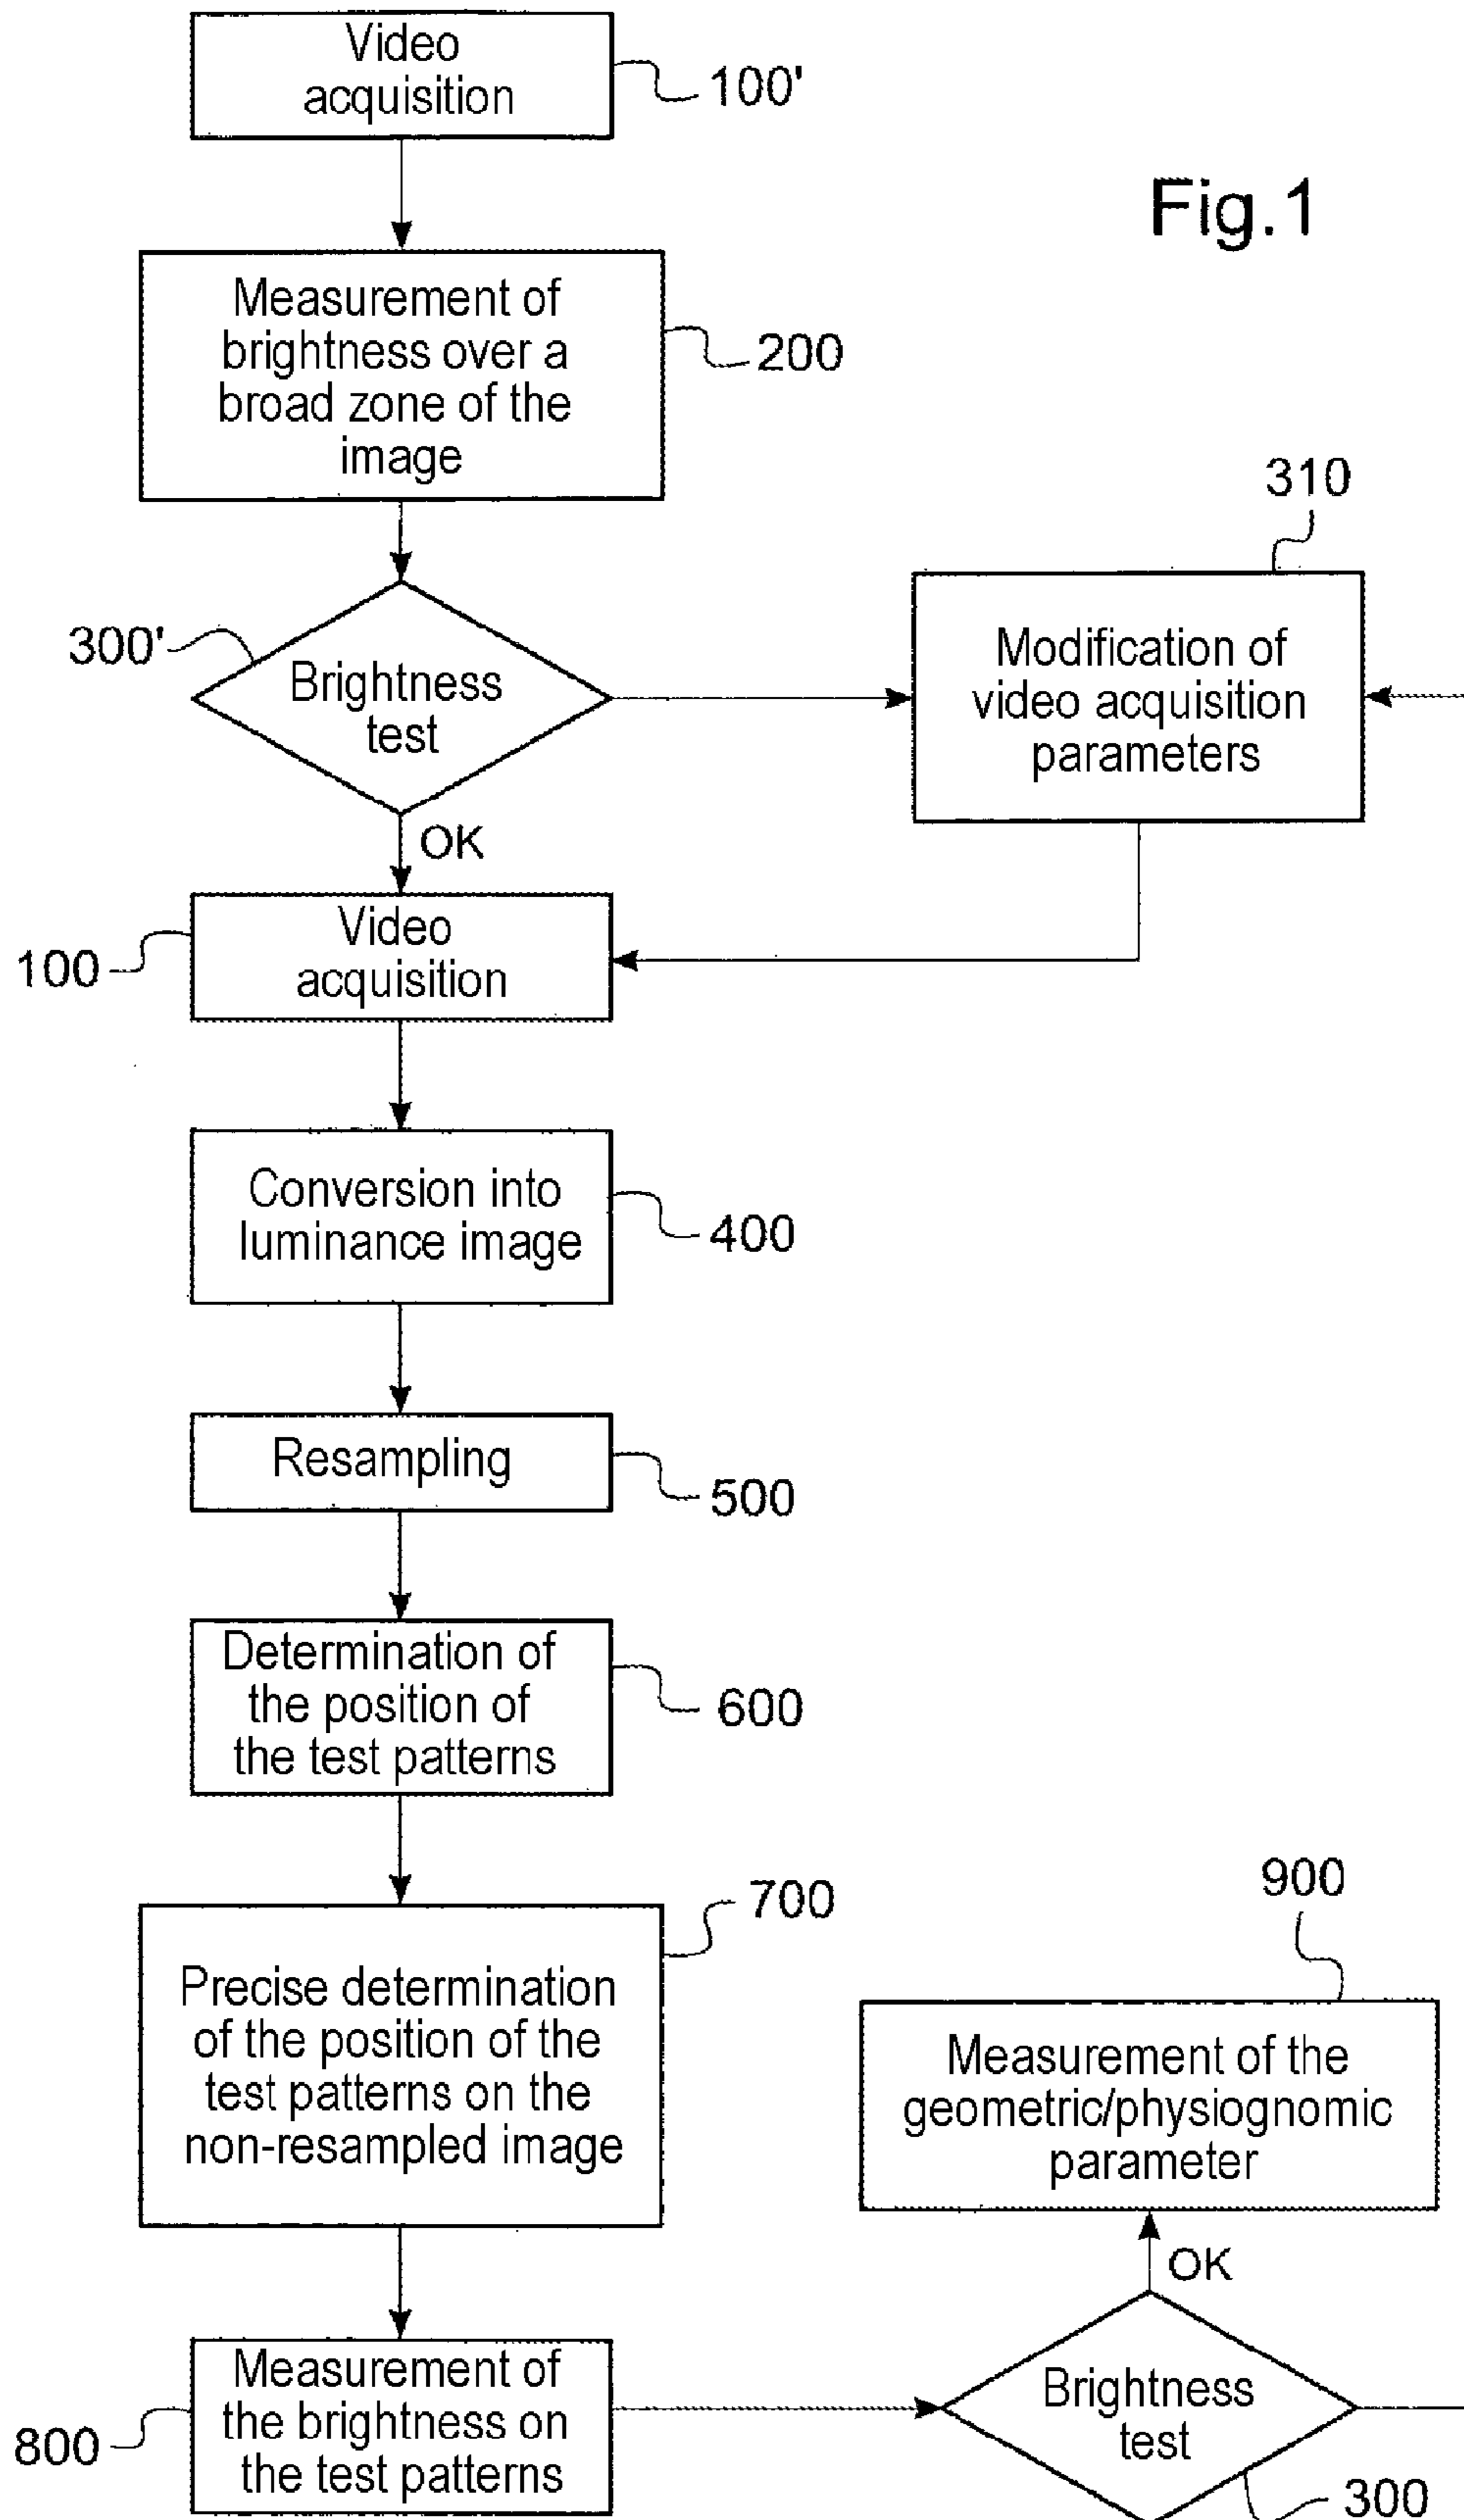 Video
acquisition
100'
Fig.1
Measurement of
brightness over a
broad zone of the
image
200
310
300'
Brightness
test
Modification of
video acquisition
parameters
OK
100
Video
acquisition
Conversion into
luminance image
400
Resampling
500
Determination of
the position of
the test patterns
600
700
Precise determination
of the position of the
test patterns on the
non-resampled image
900
Measurement of the
geometric/physiognomic
parameter
OK
800
Measurement of
the brightness on
the test patterns
Brightness
test
300